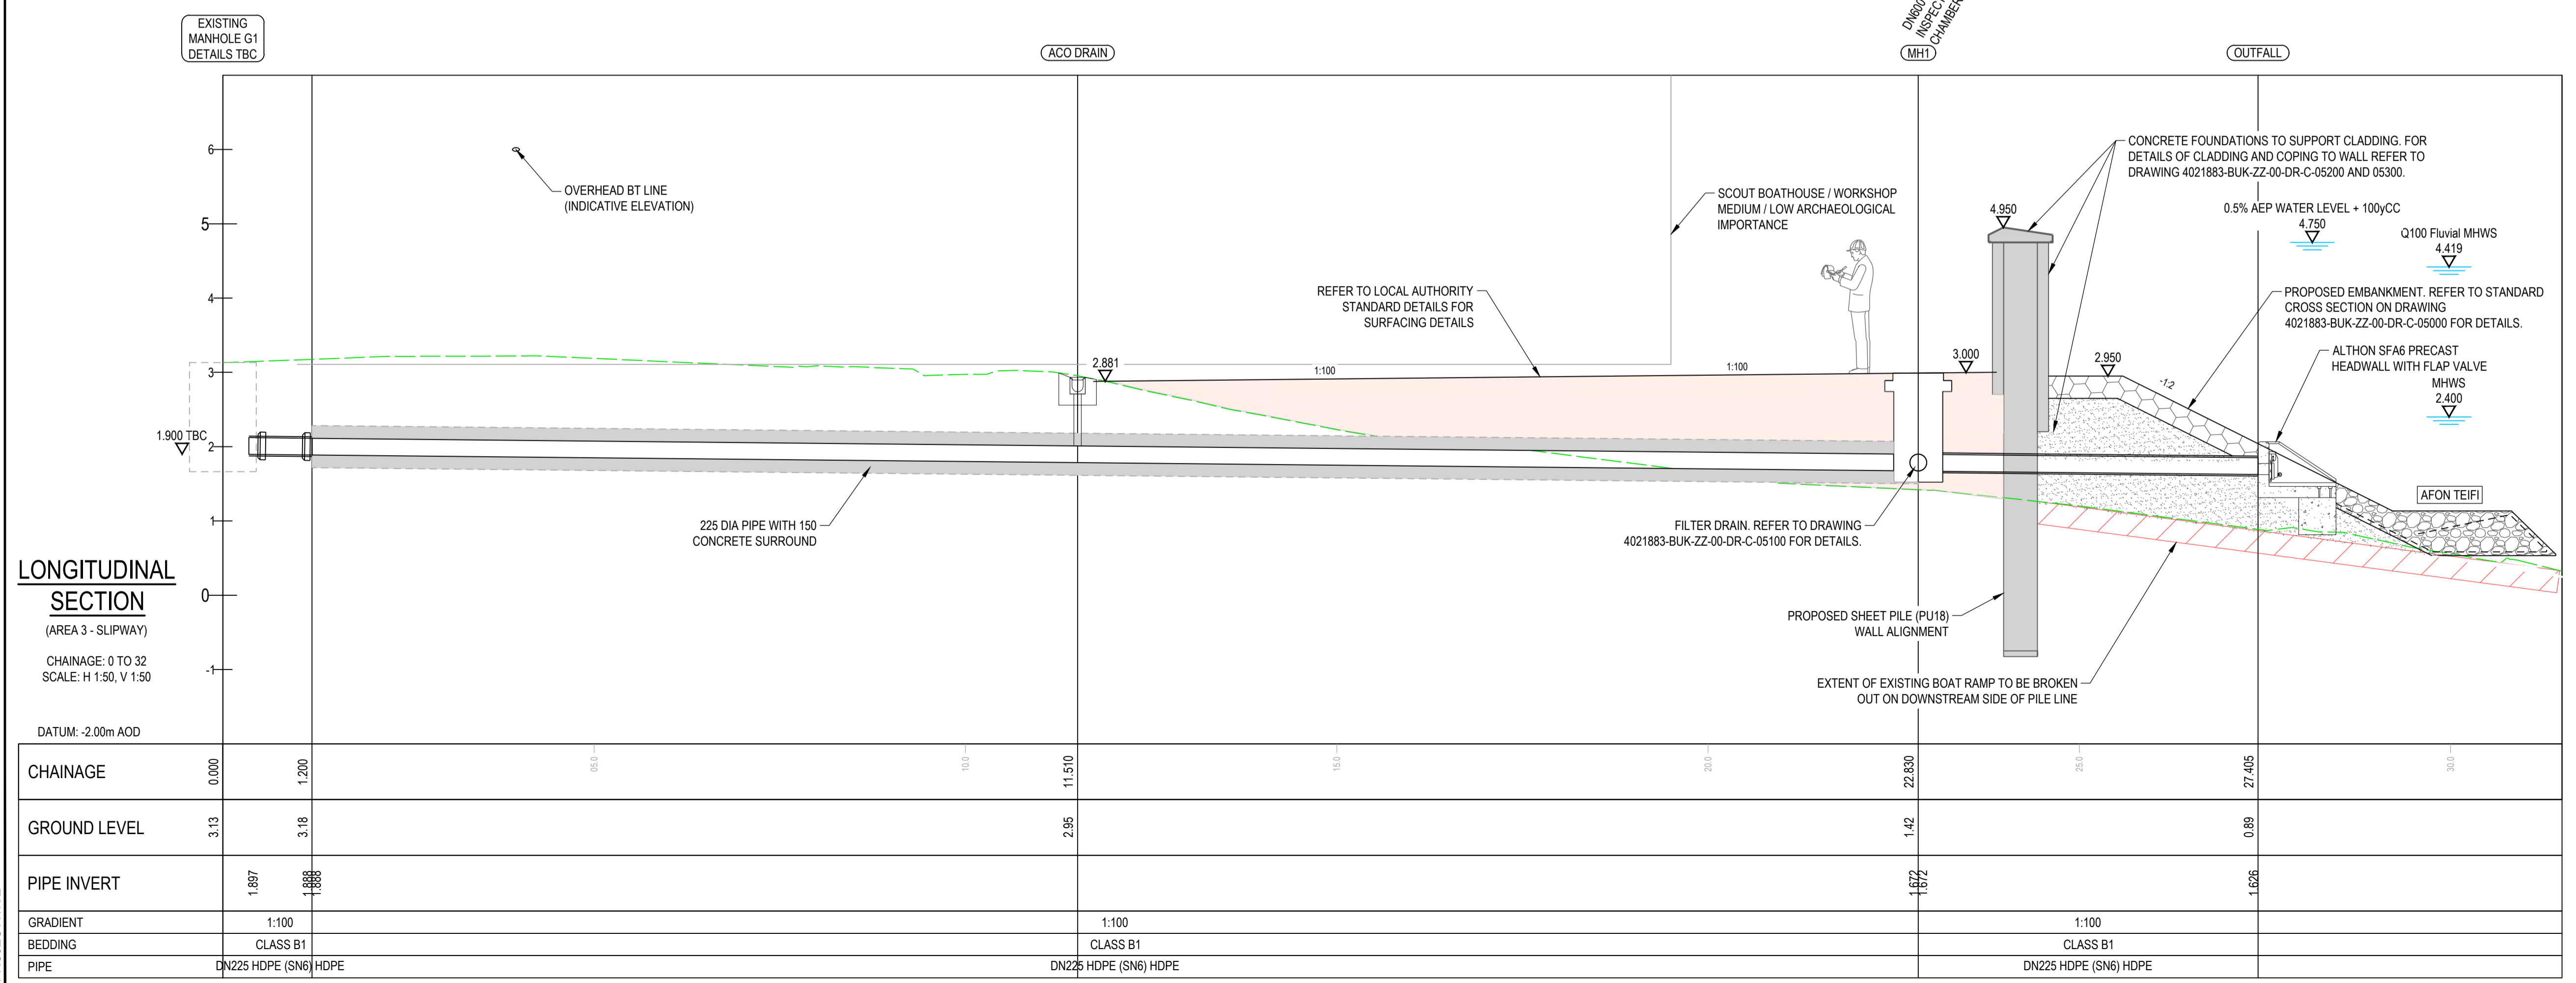 EXISTING
MANHOLE G1
DETAILS TBC
ACO DRAIN
DN600
INSPECT
CHAMBER
MH1
OUTFALL
6
5
4
3
2
1
0
-1
OVERHEAD BT LINE
(INDICATIVE ELEVATION)
SCOUT BOATHOUSE / WORKSHOP
MEDIUM / LOW ARCHAEOLOGICAL
IMPORTANCE
CONCRETE FOUNDATIONS TO SUPPORT CLADDING. FOR
DETAILS OF CLADDING AND COPING TO WALL REFER TO
DRAWING 4021883-BUK-ZZ-00-DR-C-05200 AND 05300.
4.950
0.5% AEP WATER LEVEL + 100yCC
4.750
Q100 Fluvial MHWS
4.419
REFER TO LOCAL AUTHORITY
STANDARD DETAILS FOR
SURFACING DETAILS
PROPOSED EMBANKMENT. REFER TO STANDARD
CROSS SECTION ON DRAWING
4021883-BUK-ZZ-00-DR-C-05000 FOR DETAILS.
2.881
1:100
1:100
3.000
2.950
-1:2
ALTHON SFA6 PRECAST
HEADWALL WITH FLAP VALVE
MHWS
2.400
1.900 TBC
AFON TEIFI
225 DIA PIPE WITH 150
CONCRETE SURROUND
FILTER DRAIN. REFER TO DRAWING
4021883-BUK-ZZ-00-DR-C-05100 FOR DETAILS.
PROPOSED SHEET PILE (PU18)
WALL ALIGNMENT
EXTENT OF EXISTING BOAT RAMP TO BE BROKEN
OUT ON DOWNSTREAM SIDE OF PILE LINE
LONGITUDINAL
SECTION
(AREA 3 - SLIPWAY)
CHAINAGE: 0 TO 32
SCALE: H 1:50, V 1:50
DATUM: -2.00m AOD
CHAINAGE 0.000 1.200 05.0 10.0 11.510 15.0 20.0 22.830 25.0 27.405 30.0
GROUND LEVEL 3.13 3.18 2.95 1.42 0.89
PIPE INVERT 1.897 1.888 1.888 1.672 1.672 1.626
GRADIENT 1:100 1:100 1:100
BEDDING CLASS B1 CLASS B1 CLASS B1
PIPE DN225 HDPE (SN6) HDPE DN225 HDPE (SN6) HDPE DN225 HDPE (SN6) HDPE